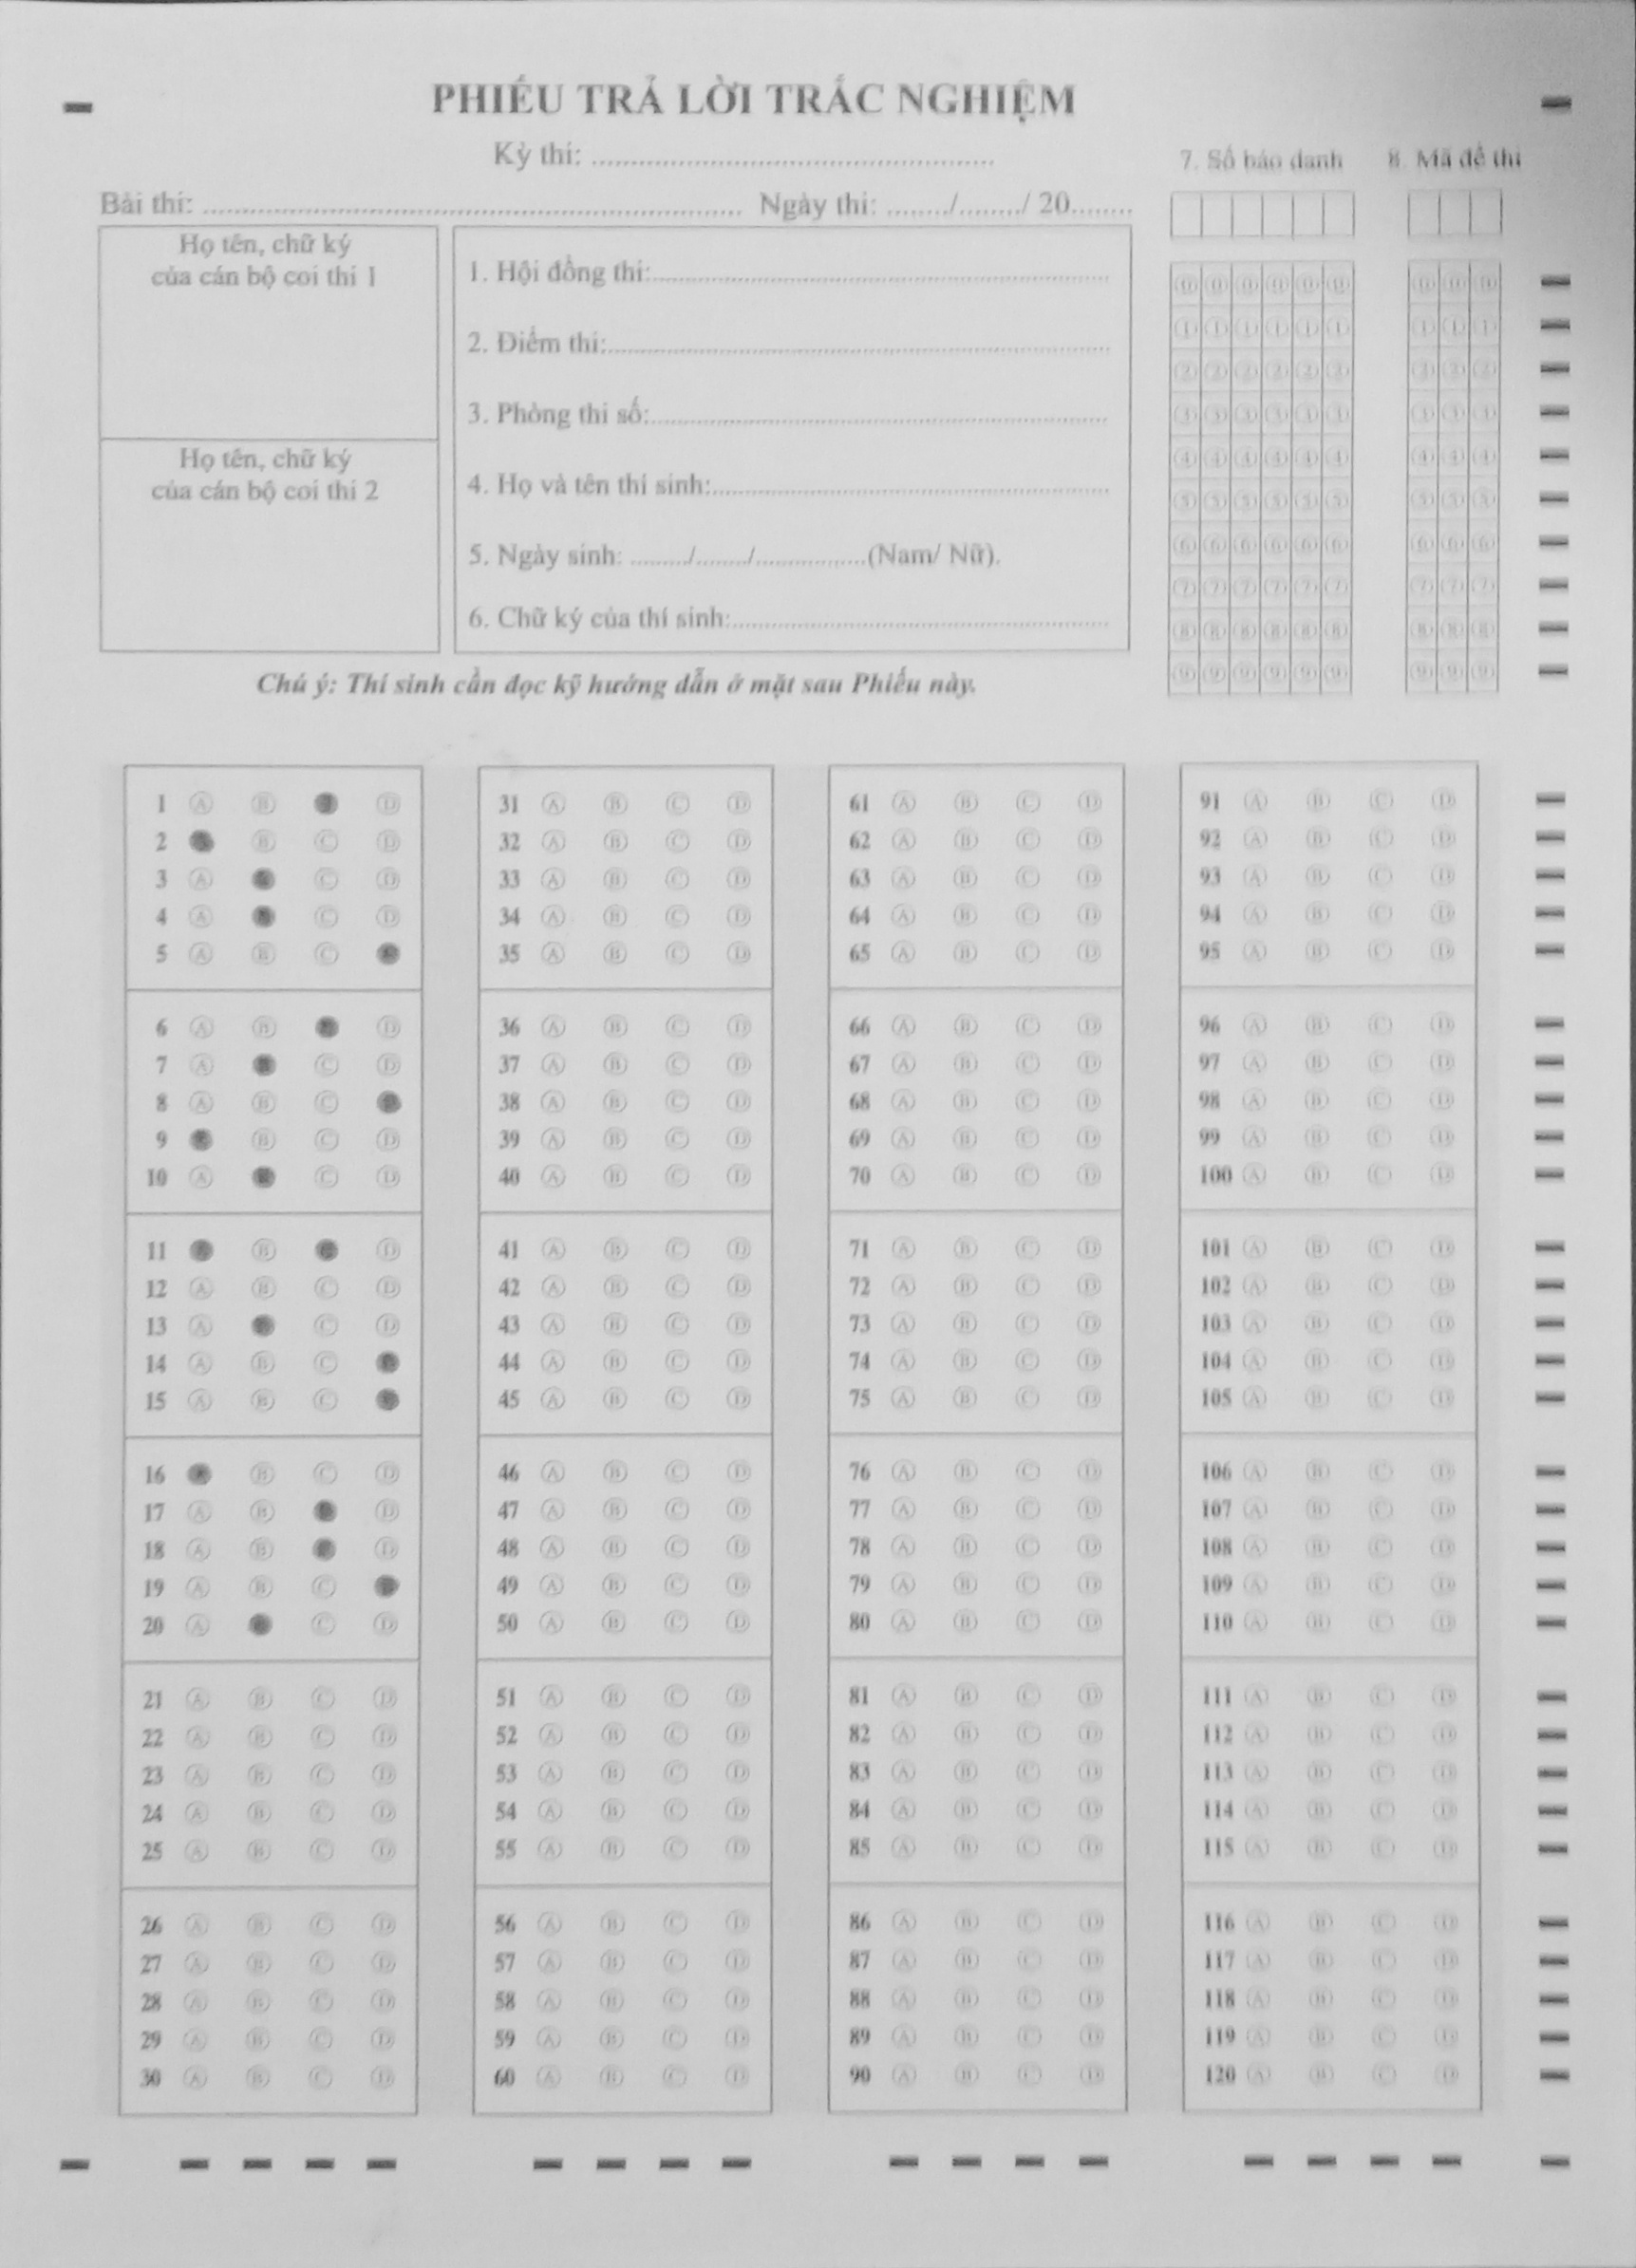 PHIẾU TRẢ LỜI TRẮC NGHIỆM
Kỳ thi: ..................................................
7. Số báo danh 8. Mã đề thi
Bài thi: .................................................................... Ngày thi: ......../......../ 20........
Họ tên, chữ ký
của cán bộ coi thi 1
Họ tên, chữ ký
của cán bộ coi thi 2
1. Hội đồng thi:..........................................................
2. Điểm thi:...............................................................
3. Phòng thi số:..........................................................
4. Họ và tên thí sinh:..................................................
5. Ngày sinh: ......../......./...............(Nam/ Nữ).
6. Chữ ký của thí sinh:...............................................
0 0 0 0 0 0 0 0 0
1 1 1 1 1 1 1 1 1
2 2 2 2 2 2 2 2 2
3 3 3 3 3 3 3 3 3
4 4 4 4 4 4 4 4 4
5 5 5 5 5 5 5 5 5
6 6 6 6 6 6 6 6 6
7 7 7 7 7 7 7 7 7
8 8 8 8 8 8 8 8 8
9 9 9 9 9 9 9 9 9
Chú ý: Thí sinh cần đọc kỹ hướng dẫn ở mặt sau Phiếu này.
1 A B D
2 B C D
3 A C D
4 A C D
5 A B C
6 A B D
7 A C D
8 A B C
9 B C D
10 A C D
11 B D
12 A B C D
13 A C D
14 A B C
15 A B C
16 B C D
17 A B D
18 A B D
19 A B C
20 A C D
21 A B C D
22 A B C D
23 A B C D
24 A B C D
25 A B C D
26 A B C D
27 A B C D
28 A B C D
29 A B C D
30 A B C D
31 A B C D
32 A B C D
33 A B C D
34 A B C D
35 A B C D
36 A B C D
37 A B C D
38 A B C D
39 A B C D
40 A B C D
41 A B C D
42 A B C D
43 A B C D
44 A B C D
45 A B C D
46 A B C D
47 A B C D
48 A B C D
49 A B C D
50 A B C D
51 A B C D
52 A B C D
53 A B C D
54 A B C D
55 A B C D
56 A B C D
57 A B C D
58 A B C D
59 A B C D
60 A B C D
61 A B C D
62 A B C D
63 A B C D
64 A B C D
65 A B C D
66 A B C D
67 A B C D
68 A B C D
69 A B C D
70 A B C D
71 A B C D
72 A B C D
73 A B C D
74 A B C D
75 A B C D
76 A B C D
77 A B C D
78 A B C D
79 A B C D
80 A B C D
81 A B C D
82 A B C D
83 A B C D
84 A B C D
85 A B C D
86 A B C D
87 A B C D
88 A B C D
89 A B C D
90 A B C D
91 A B C D
92 A B C D
93 A B C D
94 A B C D
95 A B C D
96 A B C D
97 A B C D
98 A B C D
99 A B C D
100 A B C D
101 A B C D
102 A B C D
103 A B C D
104 A B C D
105 A B C D
106 A B C D
107 A B C D
108 A B C D
109 A B C D
110 A B C D
111 A B C D
112 A B C D
113 A B C D
114 A B C D
115 A B C D
116 A B C D
117 A B C D
118 A B C D
119 A B C D
120 A B C D